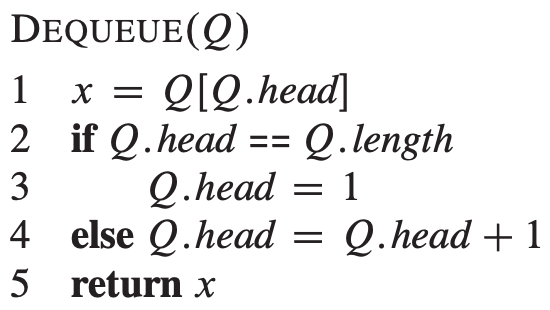 DEQUEUE(Q)
1 x = Q[Q.head]
2 if Q.head == Q.length
3 Q.head = 1
4 else Q.head = Q.head + 1
5 return x